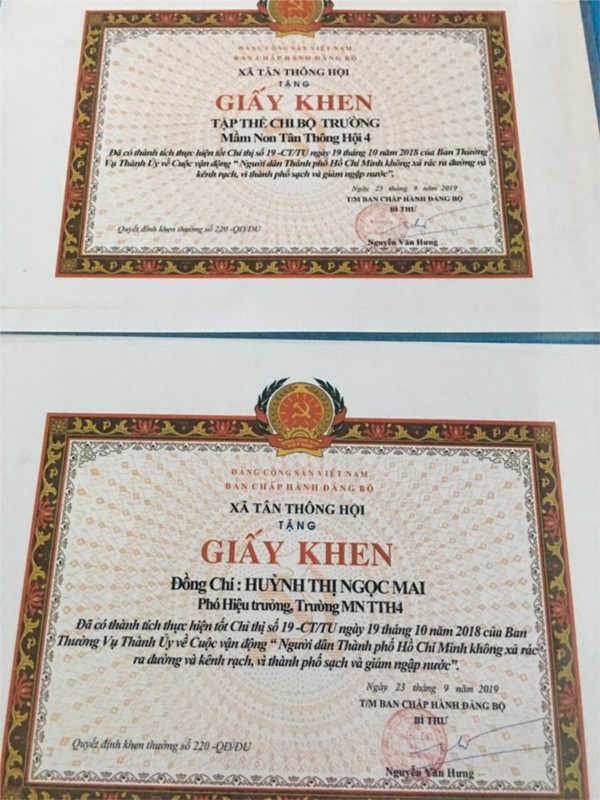 ĐẢNG CỘNG SẢN VIỆT NAM
BAN CHẤP HÀNH ĐẢNG BỘ
XÃ TÂN THÔNG HỘI
TẶNG
GIẤY KHEN
TẬP THỂ CHI BỘ TRƯỜNG
Mầm Non Tân Thông Hội 4
Đã có thành tích thực hiện tốt Chỉ thị số 19 -CT/TU ngày 19 tháng 10 năm 2018 của Ban Thường
Vụ Thành Ủy về Cuộc vận động " Người dân Thành phố Hồ Chí Minh không xả rác ra đường và
kênh rạch, vì thành phố sạch và giảm ngập nước".
Ngày 23 tháng 9 năm 2019
T/M BAN CHẤP HÀNH ĐẢNG BỘ
BÍ THƯ
Quyết định khen thưởng số 220 -QĐ/ĐU
Nguyễn Văn Hưng
ĐẢNG CỘNG SẢN VIỆT NAM
BAN CHẤP HÀNH ĐẢNG BỘ
XÃ TÂN THÔNG HỘI
TẶNG
GIẤY KHEN
Đồng Chí : HUỲNH THỊ NGỌC MAI
Phó Hiệu trưởng, Trường MN TTH4
Đã có thành tích thực hiện tốt Chỉ thị số 19 -CT/TU ngày 19 tháng 10 năm 2018 của Ban
Thường Vụ Thành Ủy về Cuộc vận động " Người dân Thành phố Hồ Chí Minh không xả rác
ra đường và kênh rạch, vì thành phố sạch và giảm ngập nước".
Ngày 23 tháng 9 năm 2019
T/M BAN CHẤP HÀNH ĐẢNG BỘ
BÍ THƯ
Quyết định khen thưởng số 220 -QĐ/ĐU
Nguyễn Văn Hưng